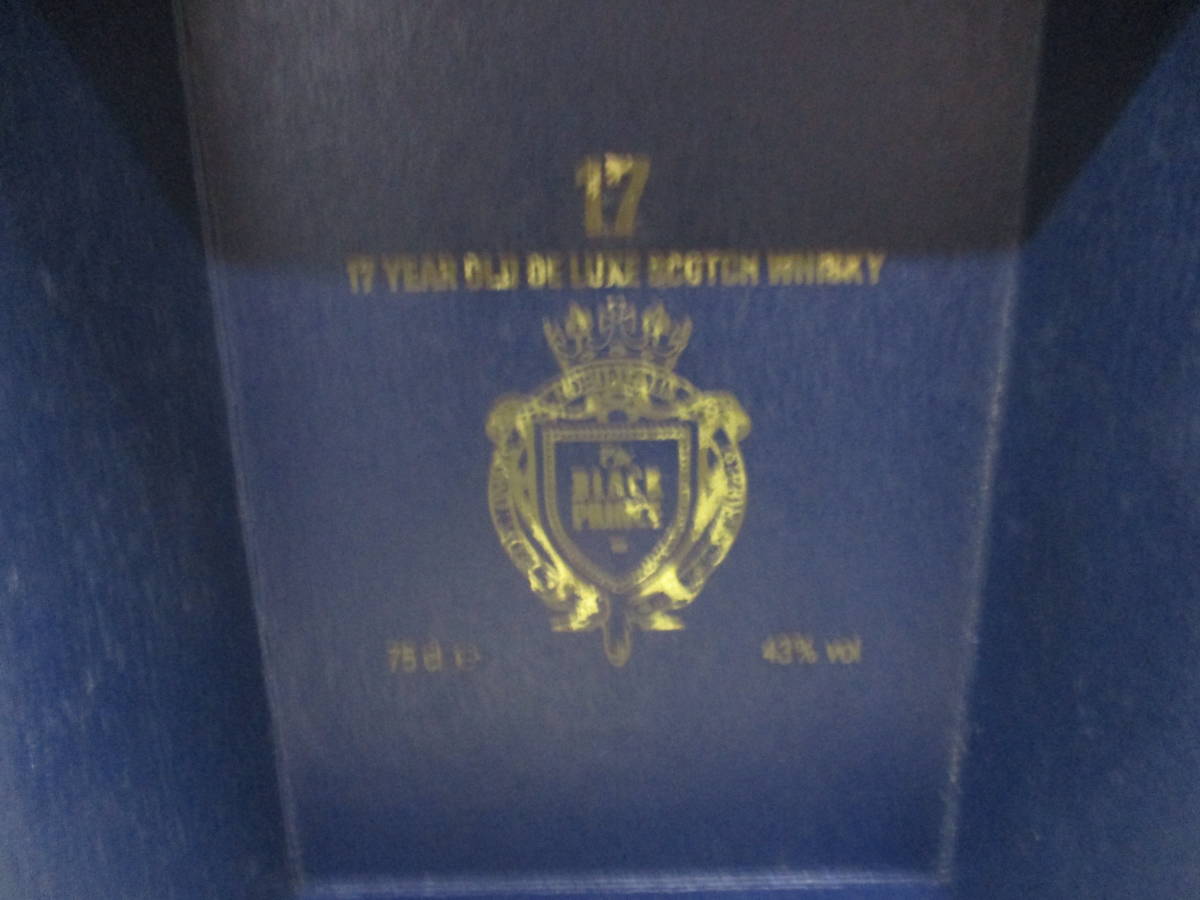 17
17 YEAR OLD DE LUXE SCOTCH WHISKY
BLACK
PRINCE
75 cl e
43% vol